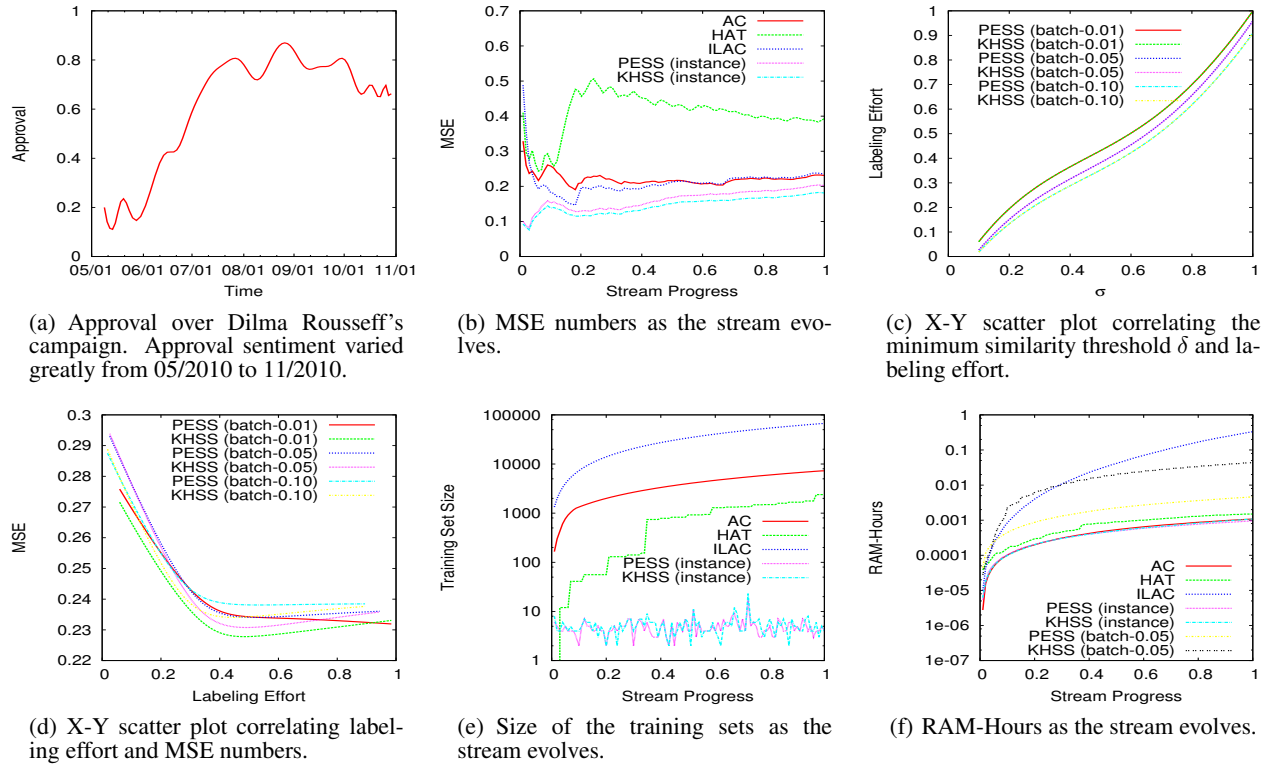 1
0.8
0.6
0.4
0.2
0
05/01 06/01 07/01 08/01 09/01 10/01 11/01
Approval
Time
(a) Approval over Dilma Rousseff's
campaign. Approval sentiment varied
greatly from 05/2010 to 11/2010.
0.7
0.6
0.5
0.4
0.3
0.2
0.1
0
0 0.2 0.4 0.6 0.8 1
MSE
Stream Progress
AC
HAT
ILAC
PESS (instance)
KHSS (instance)
(b) MSE numbers as the stream evo-
lves.
1
0.9
0.8
0.7
0.6
0.5
0.4
0.3
0.2
0.1
0
0 0.2 0.4 0.6 0.8 1
Labeling Effort
σ
PESS (batch-0.01)
KHSS (batch-0.01)
PESS (batch-0.05)
KHSS (batch-0.05)
PESS (batch-0.10)
KHSS (batch-0.10)
(c) X-Y scatter plot correlating the
minimum similarity threshold δ and la-
beling effort.
0.3
0.29
0.28
0.27
0.26
0.25
0.24
0.23
0.22
0 0.2 0.4 0.6 0.8 1
MSE
Labeling Effort
PESS (batch-0.01)
KHSS (batch-0.01)
PESS (batch-0.05)
KHSS (batch-0.05)
PESS (batch-0.10)
KHSS (batch-0.10)
(d) X-Y scatter plot correlating label-
ing effort and MSE numbers.
100000
10000
1000
100
10
1
0 0.2 0.4 0.6 0.8 1
Training Set Size
Stream Progress
AC
HAT
ILAC
PESS (instance)
KHSS (instance)
(e) Size of the training sets as the
stream evolves.
1
0.1
0.01
0.001
0.0001
1e-05
1e-06
1e-07
0 0.2 0.4 0.6 0.8 1
RAM-Hours
Stream Progress
AC
HAT
ILAC
PESS (instance)
KHSS (instance)
PESS (batch-0.05)
KHSS (batch-0.05)
(f) RAM-Hours as the stream evolves.